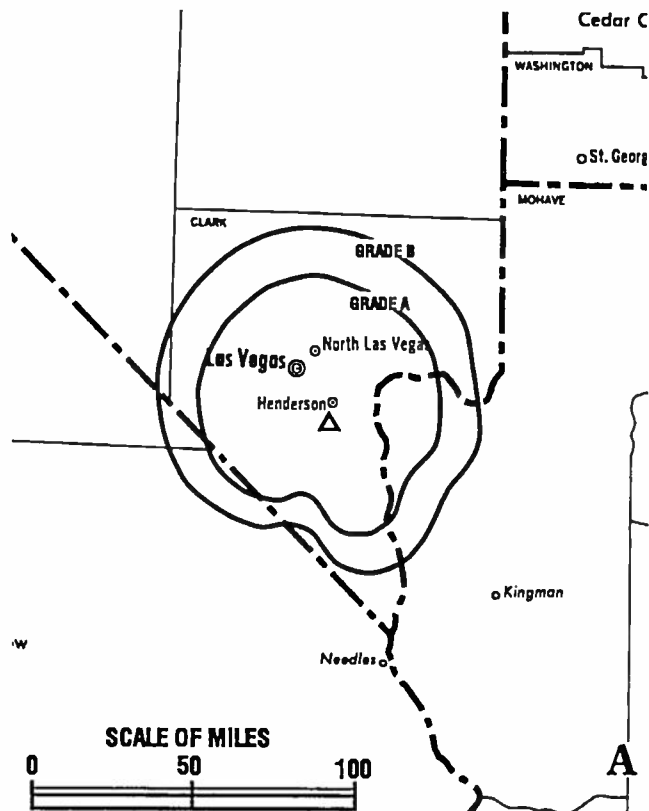 Cedar C
WASHINGTON
St. Georg
MOHAVE
CLARK
GRADE B
GRADE A
North Las Vegas
Las Vegas
Henderson
Kingman
w
Needles
SCALE OF MILES
0 50 100
A